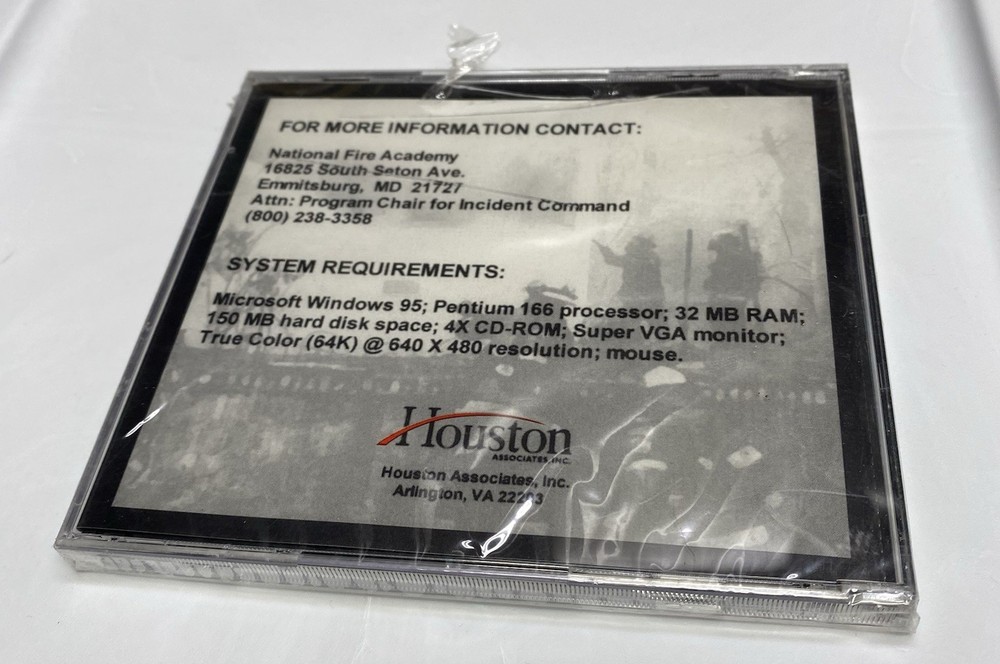 FOR MORE INFORMATION CONTACT:
National Fire Academy
16825 South Seton Ave.
Emmitsburg, MD 21727
Attn: Program Chair for Incident Command
(800) 238-3358
SYSTEM REQUIREMENTS:
Microsoft Windows 95; Pentium 166 processor; 32 MB RAM;
150 MB hard disk space; 4X CD-ROM; Super VGA monitor;
True Color (64K) @ 640 X 480 resolution; mouse.
Houston
ASSOCIATES, INC.
Houston Associates, Inc.
Arlington, VA 22203